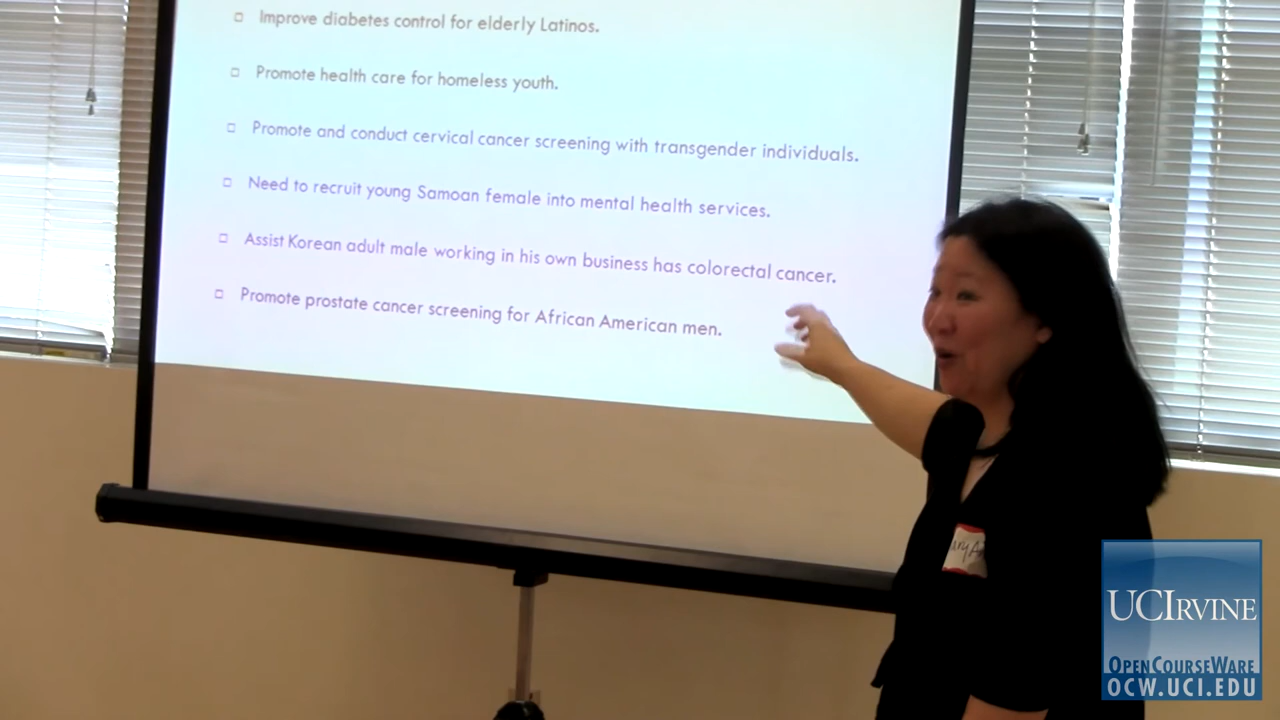 Improve diabetes control for elderly Latinos.
Promote health care for homeless youth.
Promote and conduct cervical cancer screening with transgender individuals.
Need to recruit young Samoan female into mental health services.
Assist Korean adult male working in his own business has colorectal cancer.
Promote prostate cancer screening for African American men.
UCIRVINE
OPENCOURSEWARE
OCW.UCI.EDU